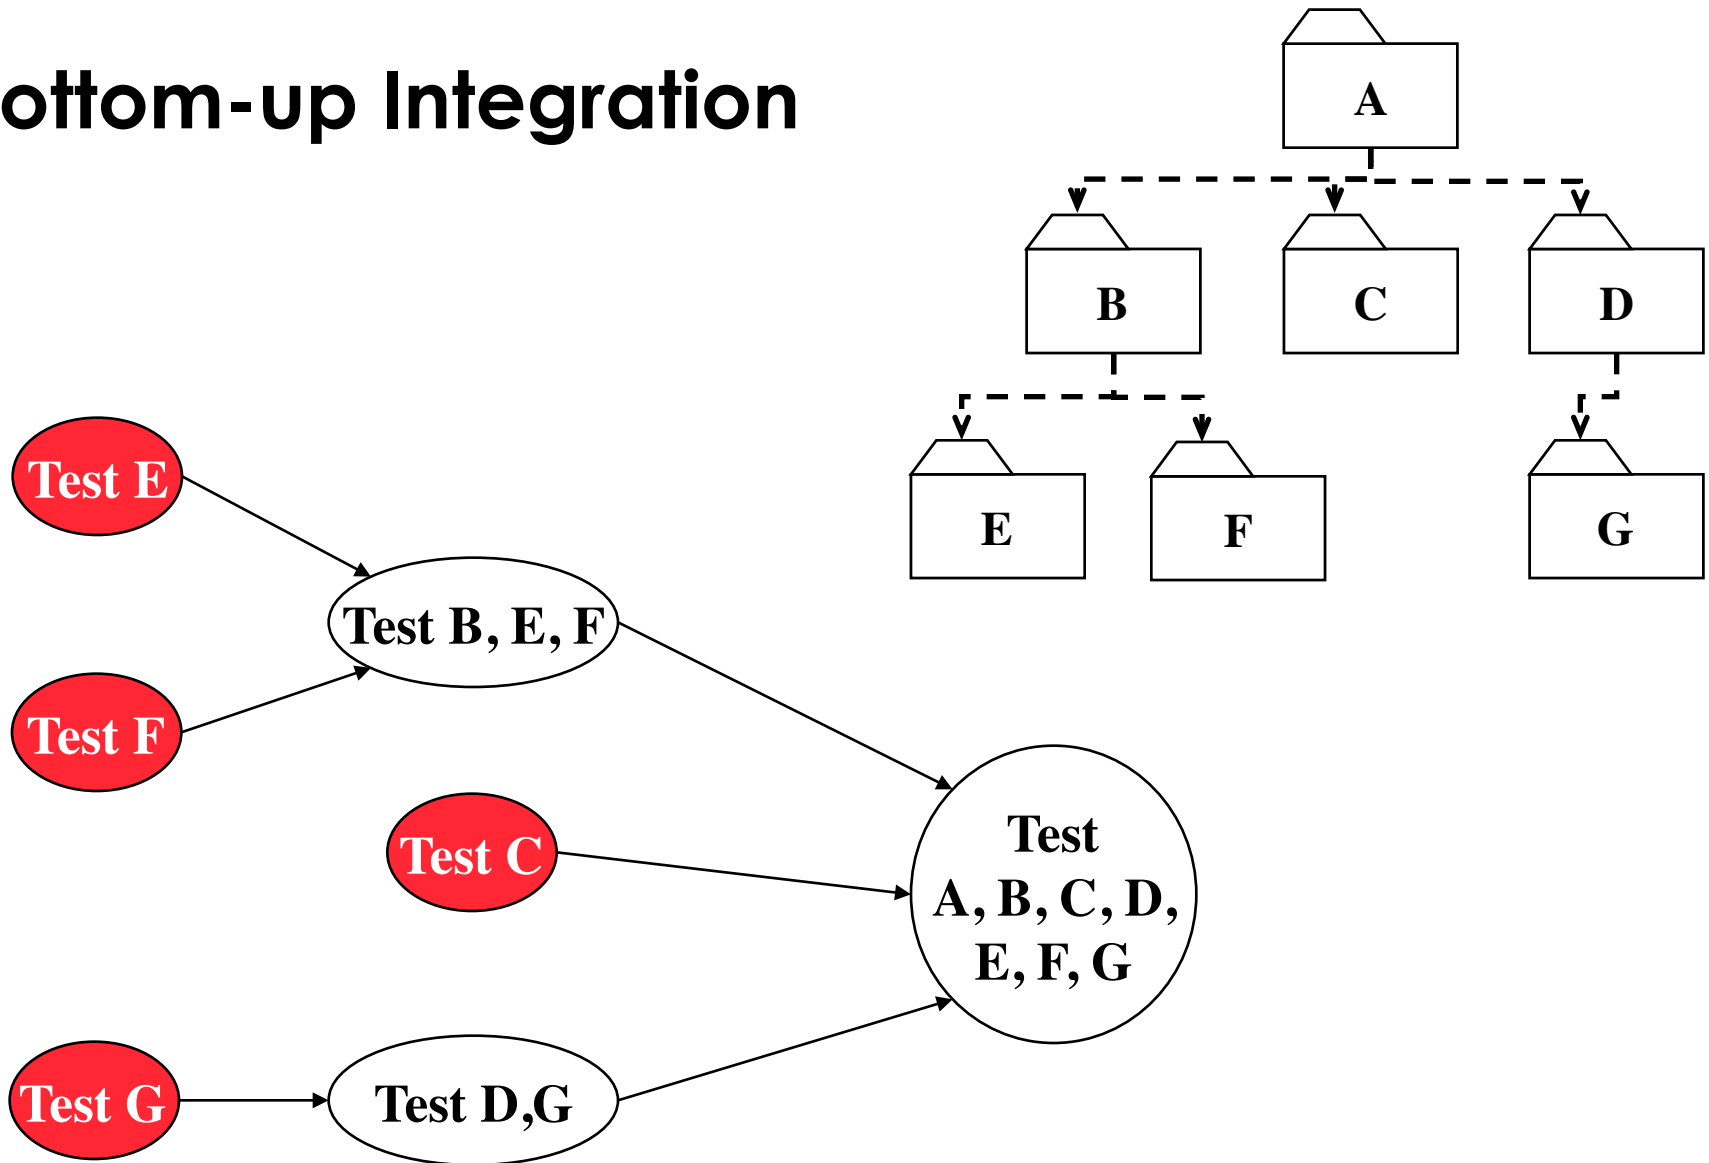 ottom-up Integration
A
B
C
D
E
F
G
Test E
Test B, E, F
Test F
Test C
Test
A, B, C, D,
E, F, G
Test G
Test D,G